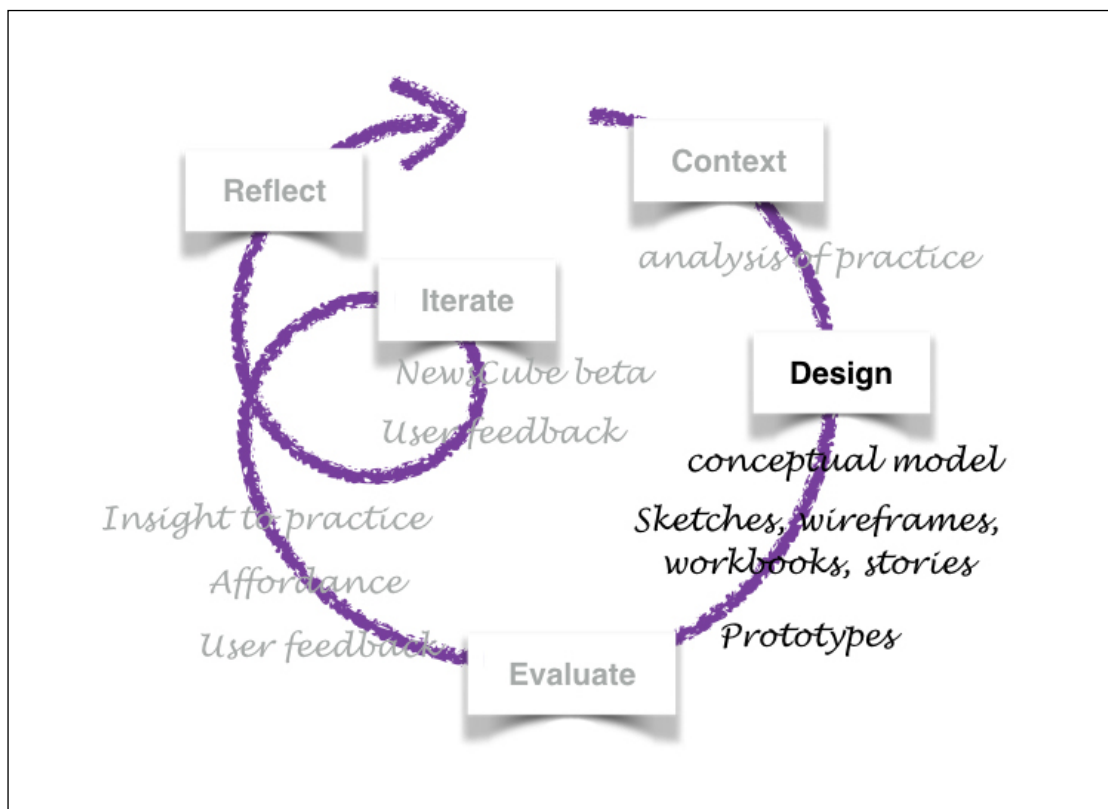 Context
Reflect
analysis of practice
Iterate
Design
NewsCube beta
User feedback
conceptual model
Insight to practice
Sketches, wireframes,
workbooks, stories
Affordance
Prototypes
User feedback
Evaluate